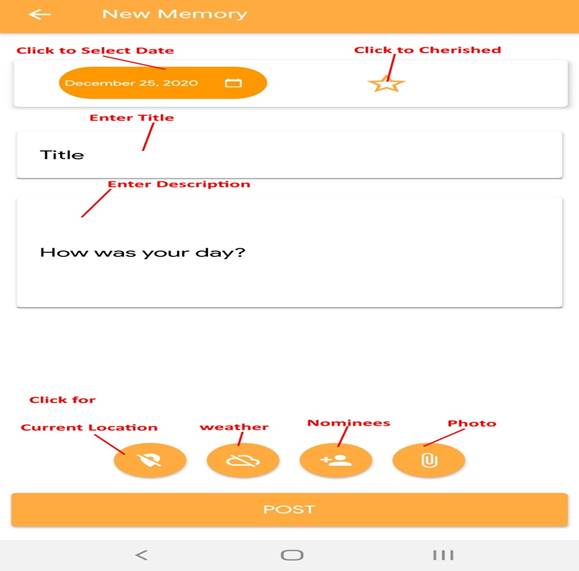 New Memory
Click to Select Date
Click to Cherished
December 25, 2020
Enter Title
Title
Enter Description
How was your day?
Click for
Current Location
weather
Nominees
Photo
POST